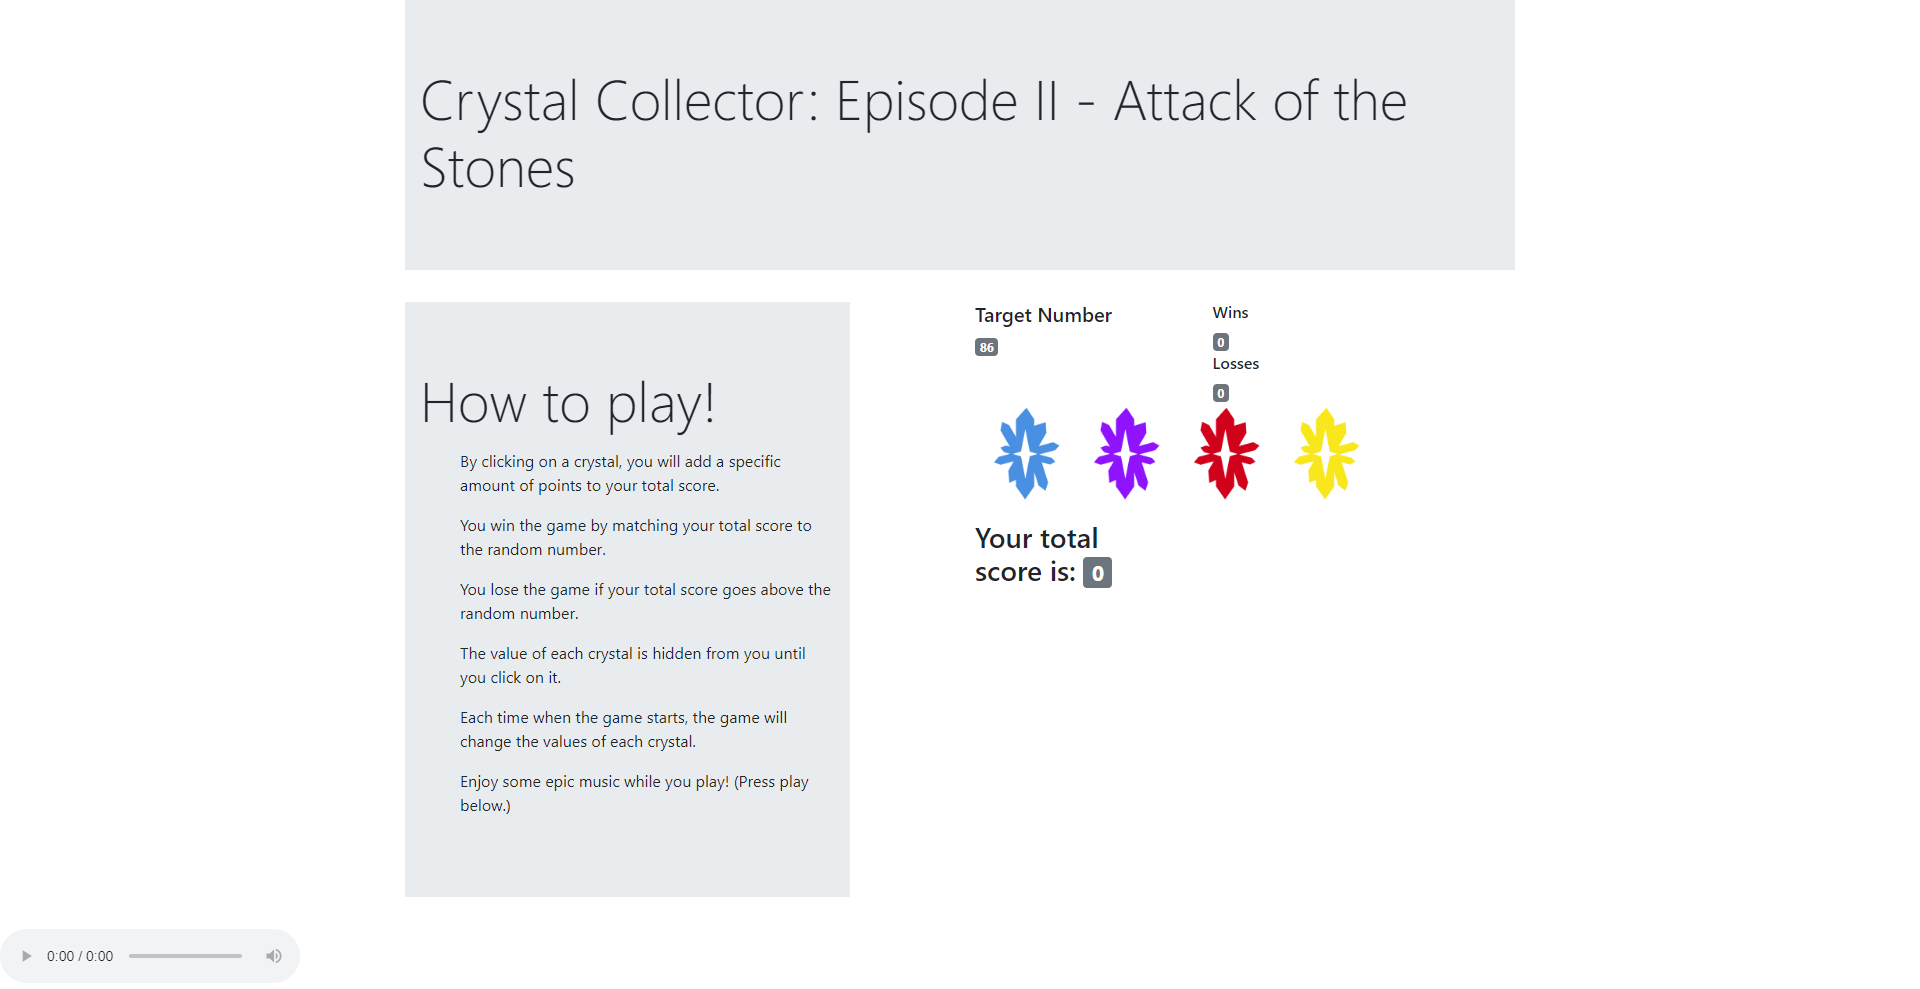 Crystal Collector: Episode II - Attack of the
Stones
How to play!
By clicking on a crystal, you will add a specific
amount of points to your total score.
You win the game by matching your total score to
the random number.
You lose the game if your total score goes above the
random number.
The value of each crystal is hidden from you until
you click on it.
Each time when the game starts, the game will
change the values of each crystal.
Enjoy some epic music while you play! (Press play
below.)
Target Number
86
Wins
0
Losses
0
Your total
score is: 0
0:00 / 0:00